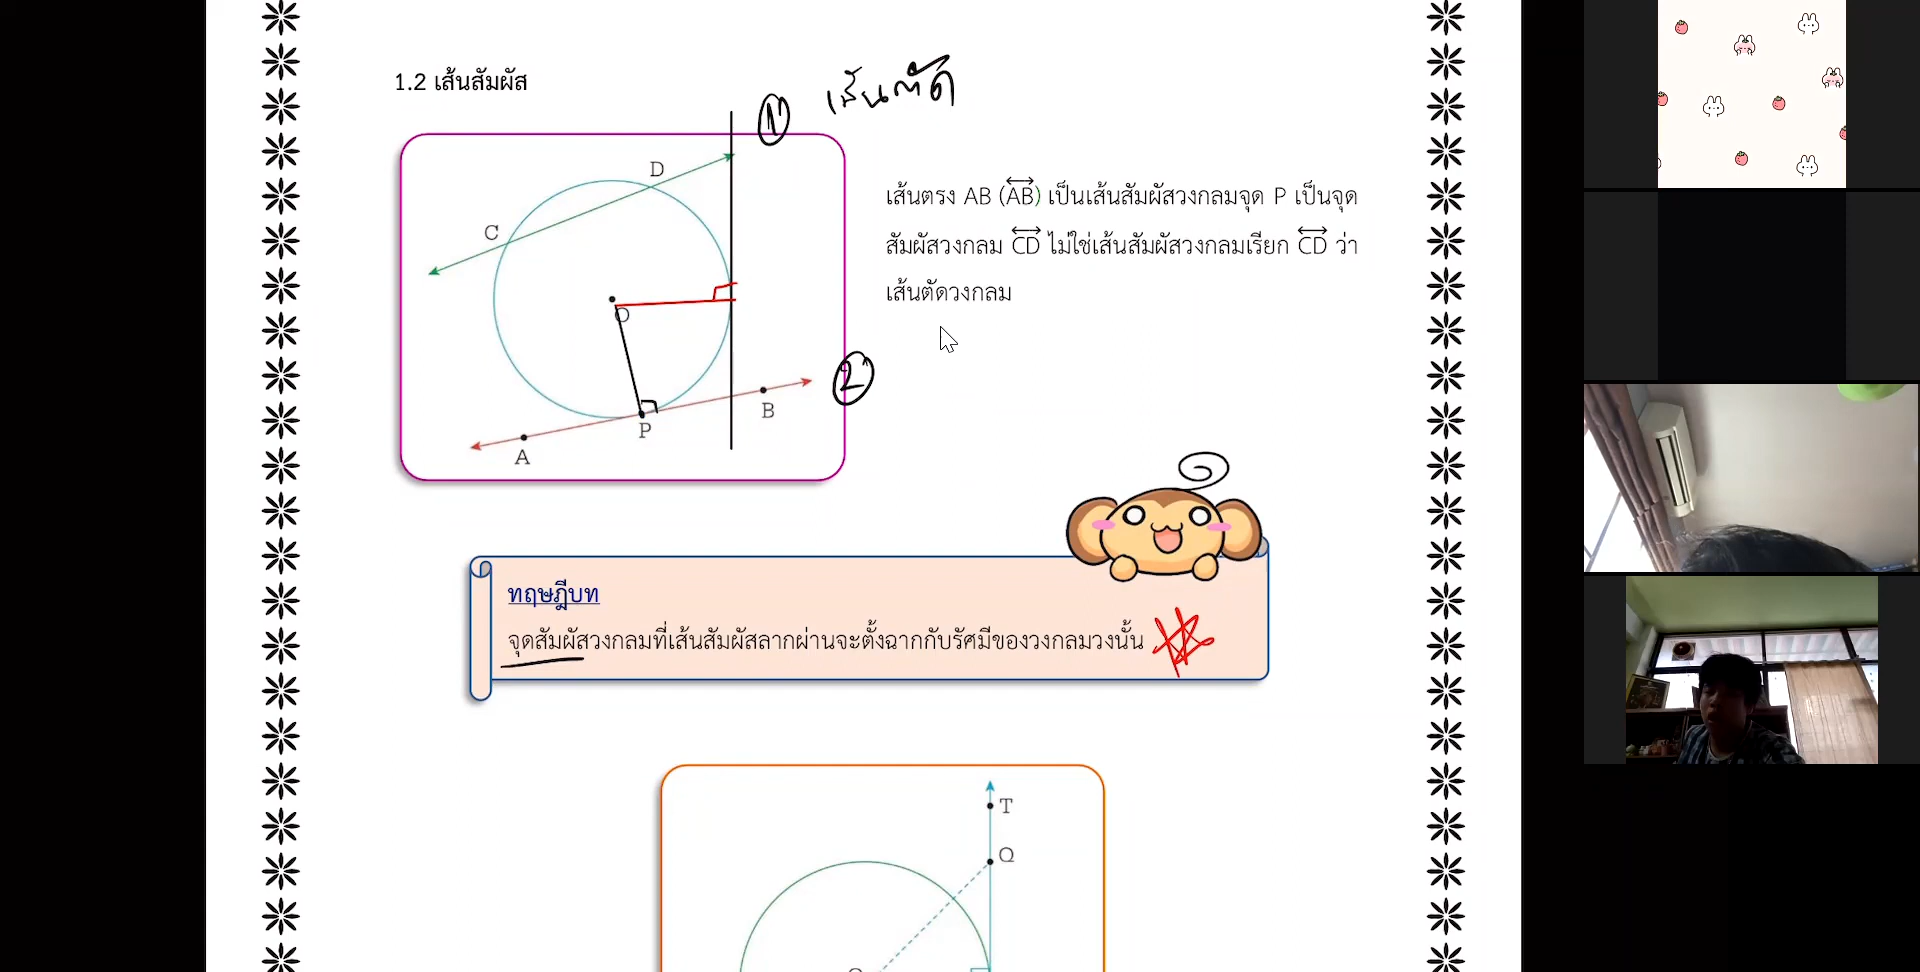 1.2 เส้นสัมผัส
1
เส้นตัด
D
C
เส้นตรง AB (AB) เป็นเส้นสัมผัสวงกลมจุด P เป็นจุด
สัมผัสวงกลม CD ไม่ใช่เส้นสัมผัสวงกลมเรียก CD ว่า
เส้นตัดวงกลม
O
2
B
P
A
ทฤษฎีบท
จุดสัมผัสวงกลมที่เส้นสัมผัสลากผ่านจะตั้งฉากกับรัศมีของวงกลมวงนั้น
T
Q